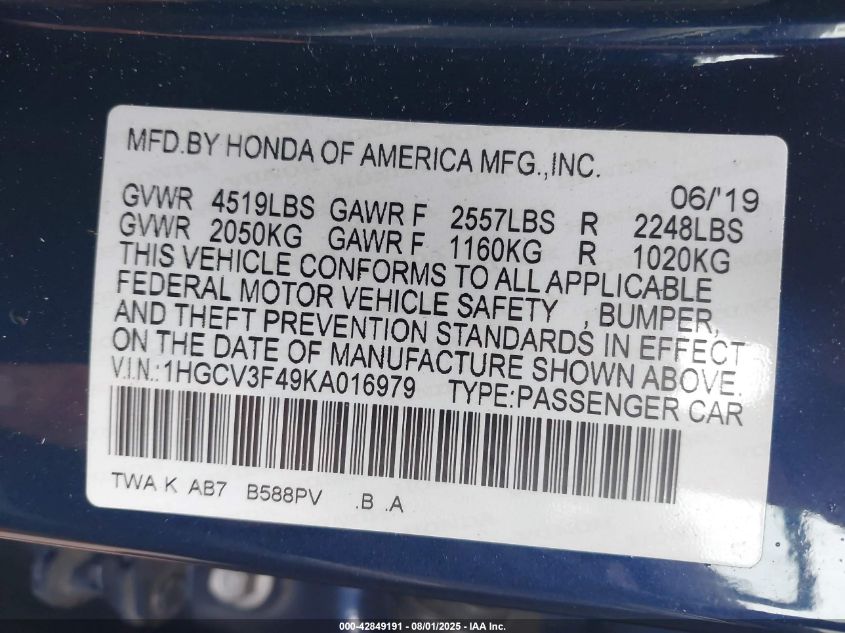 MFD.BY HONDA OF AMERICA MFG.,INC.
06/'19
GVWR 4519LBS GAWR F 2557LBS R 2248LBS
GVWR 2050KG GAWR F 1160KG R 1020KG
THIS VEHICLE CONFORMS TO ALL APPLICABLE
FEDERAL MOTOR VEHICLE SAFETY , BUMPER,
AND THEFT PREVENTION STANDARDS IN EFFECT
ON THE DATE OF MANUFACTURE SHOWN ABOVE.
V.I.N.:1HGCV3F49KA016979 TYPE:PASSENGER CAR
TWA K AB7 B588PV .B .A
000-42849191 - 08/01/2025 - IAA Inc.